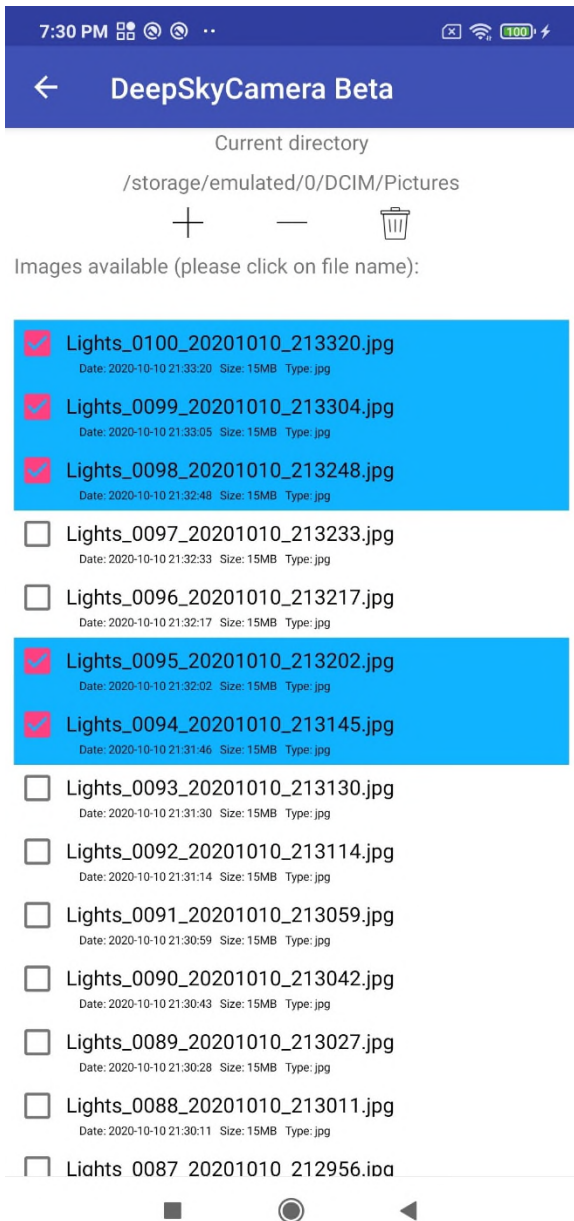 7:30 PM ··
100
DeepSkyCamera Beta
Current directory
/storage/emulated/0/DCIM/Pictures
Images available (please click on file name):
Lights_0100_20201010_213320.jpg
Date: 2020-10-10 21:33:20 Size: 15MB Type: jpg
Lights_0099_20201010_213304.jpg
Date: 2020-10-10 21:33:05 Size: 15MB Type: jpg
Lights_0098_20201010_213248.jpg
Date: 2020-10-10 21:32:48 Size: 15MB Type: jpg
Lights_0097_20201010_213233.jpg
Date: 2020-10-10 21:32:33 Size: 15MB Type: jpg
Lights_0096_20201010_213217.jpg
Date: 2020-10-10 21:32:17 Size: 15MB Type: jpg
Lights_0095_20201010_213202.jpg
Date: 2020-10-10 21:32:02 Size: 15MB Type: jpg
Lights_0094_20201010_213145.jpg
Date: 2020-10-10 21:31:46 Size: 15MB Type: jpg
Lights_0093_20201010_213130.jpg
Date: 2020-10-10 21:31:30 Size: 15MB Type: jpg
Lights_0092_20201010_213114.jpg
Date: 2020-10-10 21:31:14 Size: 15MB Type: jpg
Lights_0091_20201010_213059.jpg
Date: 2020-10-10 21:30:59 Size: 15MB Type: jpg
Lights_0090_20201010_213042.jpg
Date: 2020-10-10 21:30:43 Size: 15MB Type: jpg
Lights_0089_20201010_213027.jpg
Date: 2020-10-10 21:30:28 Size: 15MB Type: jpg
Lights_0088_20201010_213011.jpg
Date: 2020-10-10 21:30:11 Size: 15MB Type: jpg
Lights_0087_20201010_212956.jpg